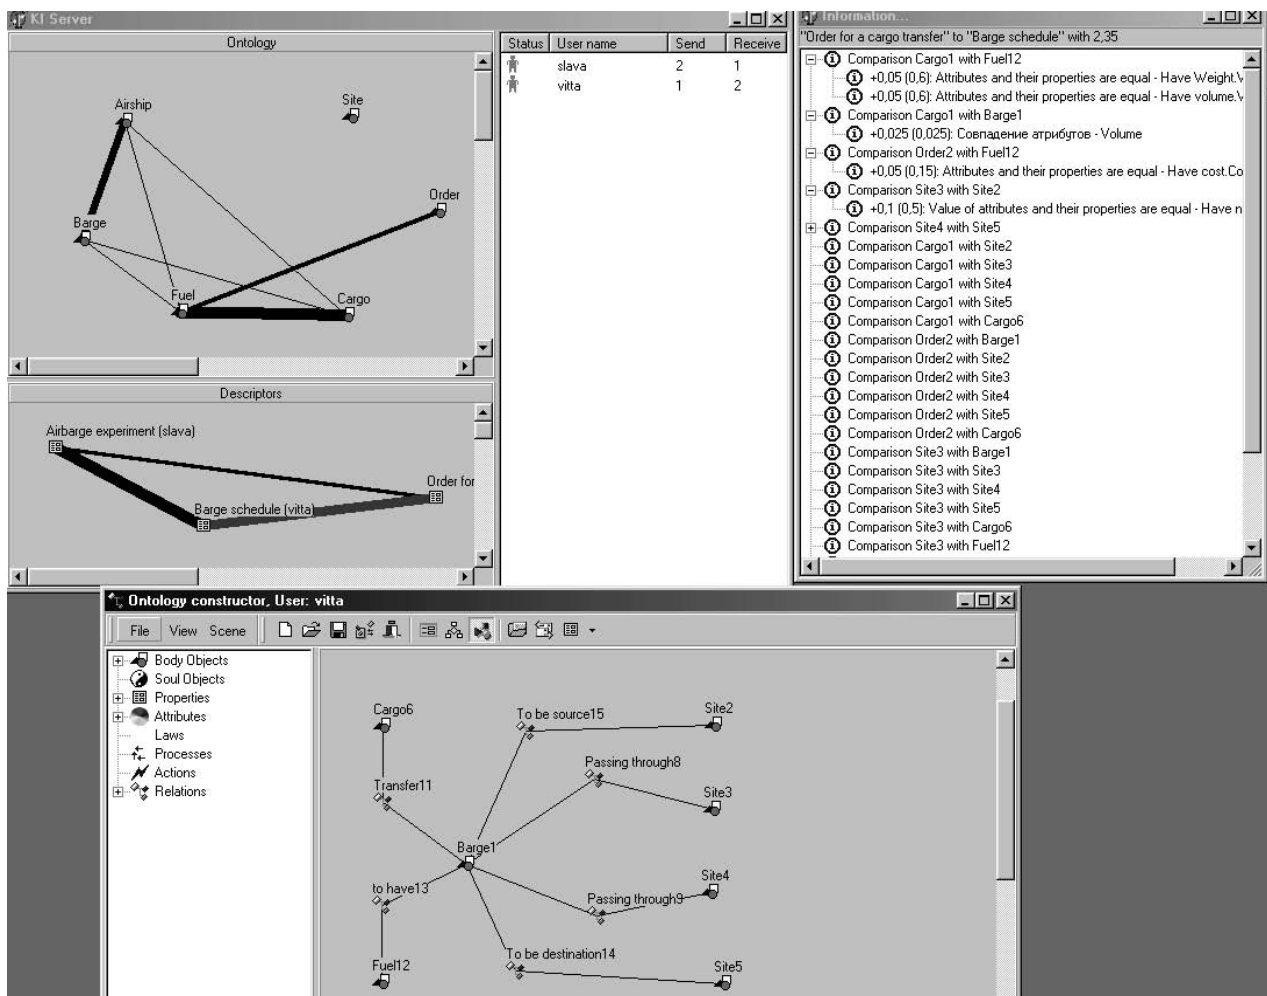 KI Server
Ontology
Airship
Site
Order
Barge
Fuel
Cargo
Descriptors
Airbarge experiment (slava)
Order for
Barge schedule (vitta)
Status User name Send Receive
slava 2 1
vitta 1 2
Information...
"Order for a cargo transfer" to "Barge schedule" with 2,35
Comparison Cargo1 with Fuel12
+0,05 (0,6): Attributes and their properties are equal - Have Weight.V
+0,05 (0,6): Attributes and their properties are equal - Have volume.V
Comparison Cargo1 with Barge1
+0,025 (0,025): Совпадение атрибутов - Volume
Comparison Order2 with Fuel12
+0,05 (0,15): Attributes and their properties are equal - Have cost.Co
Comparison Site3 with Site2
+0,1 (0,5): Value of attributes and their properties are equal - Have n
Comparison Site4 with Site5
Comparison Cargo1 with Site2
Comparison Cargo1 with Site3
Comparison Cargo1 with Site4
Comparison Cargo1 with Site5
Comparison Cargo1 with Cargo6
Comparison Order2 with Barge1
Comparison Order2 with Site2
Comparison Order2 with Site3
Comparison Order2 with Site4
Comparison Order2 with Site5
Comparison Order2 with Cargo6
Comparison Site3 with Barge1
Comparison Site3 with Site3
Comparison Site3 with Site4
Comparison Site3 with Site5
Comparison Site3 with Cargo6
Comparison Site3 with Fuel12
Ontology constructor, User: vitta
File View Scene
Body Objects
Soul Objects
Properties
Attributes
Laws
Processes
Actions
Relations
Cargo6
To be source15
Site2
Passing through8
Transfer11
Site3
Barge1
Site4
to have13
Passing through9
To be destination14
Fuel12
Site5